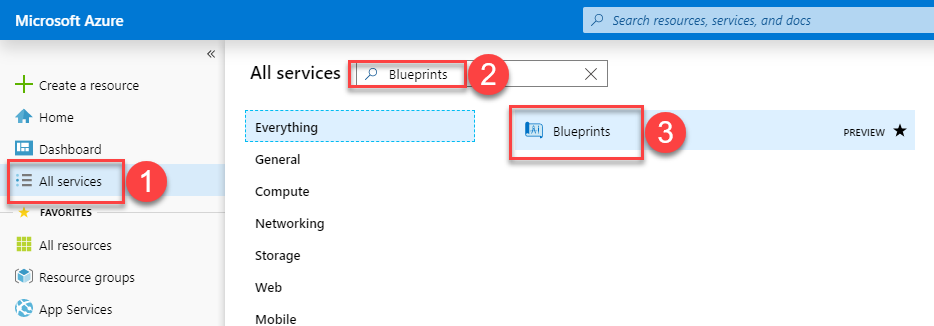 Microsoft Azure
Search resources, services, and docs
«
Create a resource
Home
Dashboard
All services
1
FAVORITES
All resources
Resource groups
App Services
All services
Blueprints
2
Everything
General
Compute
Networking
Storage
Web
Mobile
Blueprints
3
PREVIEW